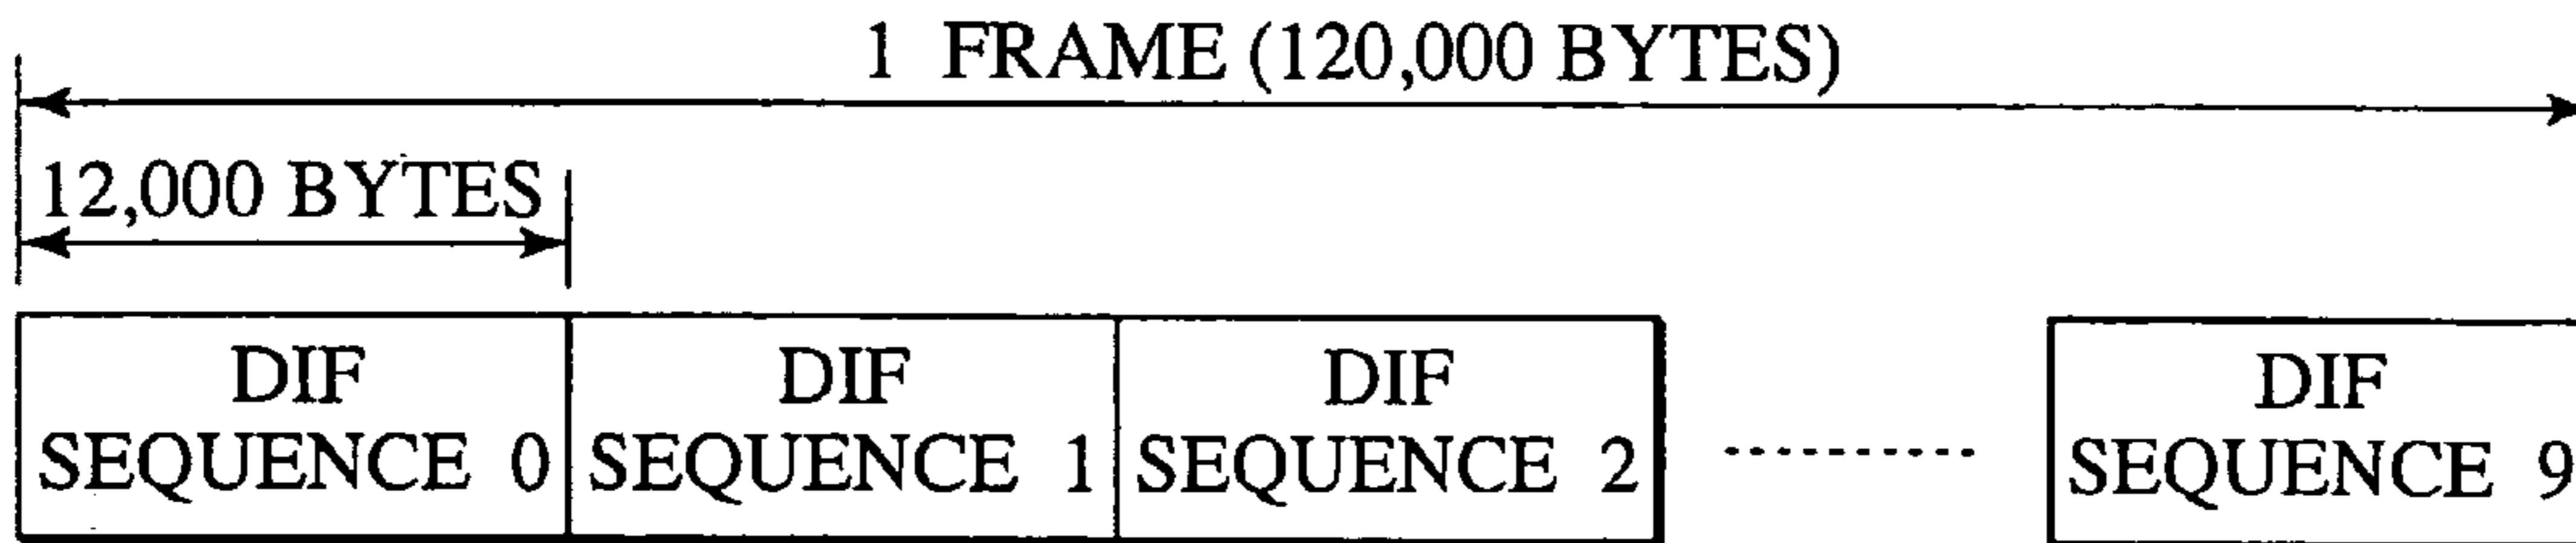 1 FRAME (120,000 BYTES)
12,000 BYTES
DIF
SEQUENCE 0
DIF
SEQUENCE 1
DIF
SEQUENCE 2
DIF
SEQUENCE 9